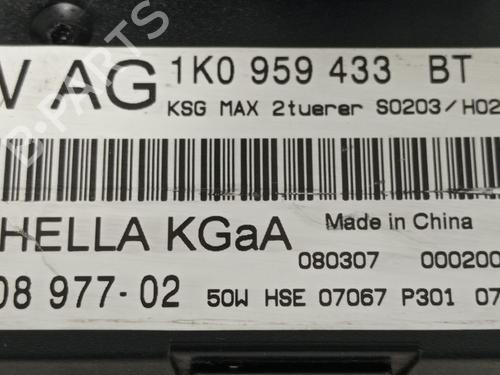 AG 1K0 959 433 BT
KSG MAX 2tuerer S0203/H02
HELLA KGaA Made in China
080307 000200
08 977-02 50W HSE 07067 P301 07
B-PARTS